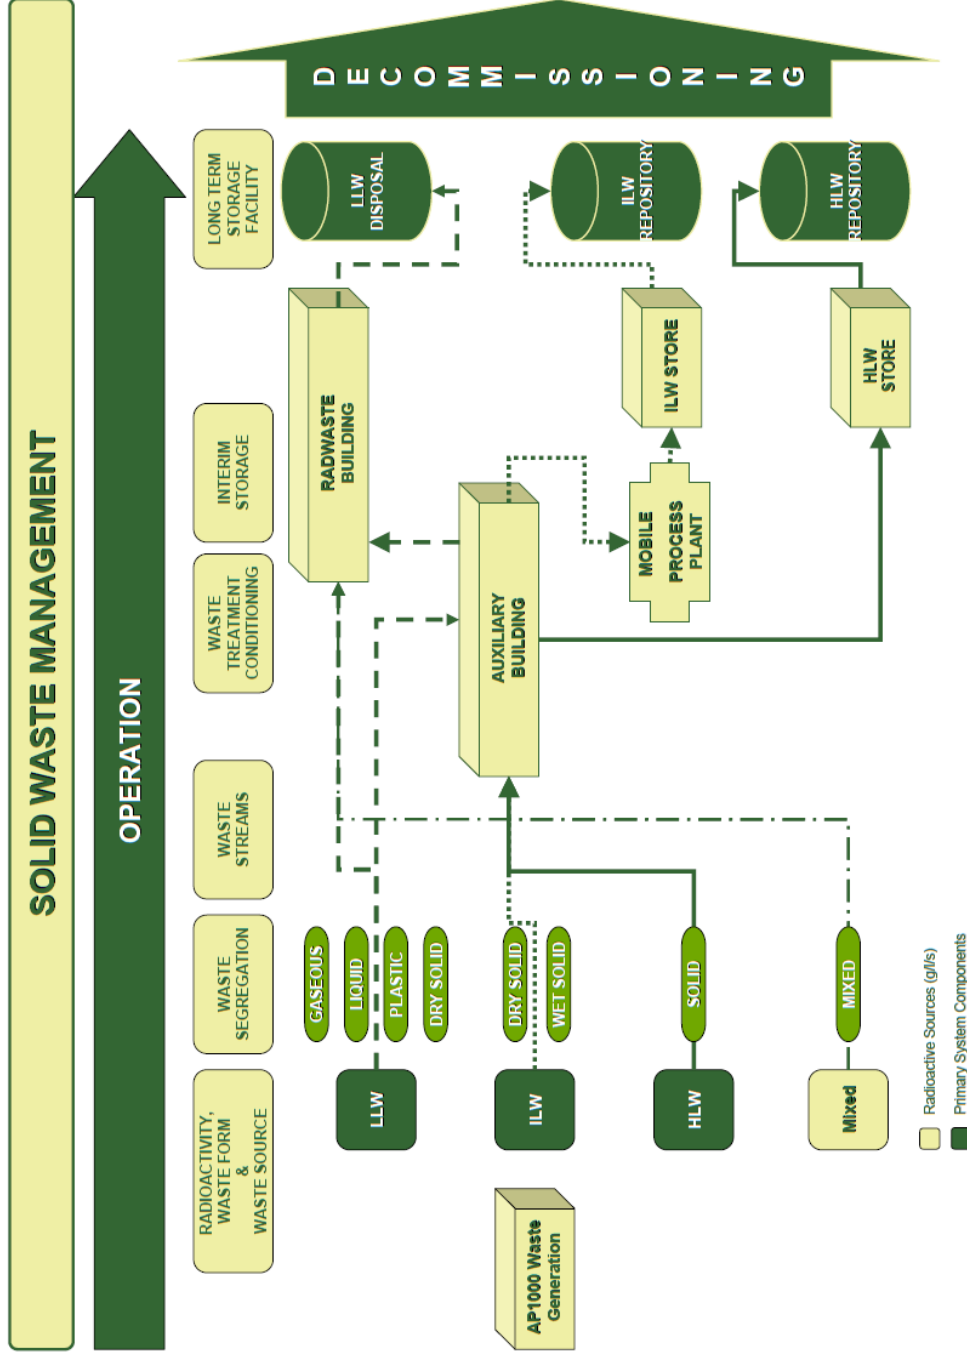 SOLID WASTE MANAGEMENT
OPERATION
RADIOACTIVITY,
WASTE FORM
&
WASTE SOURCE
WASTE
SEGREGATION
WASTE
STREAMS
WASTE
TREATMENT
CONDITIONING
INTERIM
STORAGE
LONG TERM
STORAGE
FACILITY
AP1000 Waste
Generation
LLW
GASEOUS
LIQUID
PLASTIC
DRY SOLID
ILW
DRY SOLID
WET SOLID
HLW
SOLID
Mixed
MIXED
RADWASTE
BUILDING
AUXILIARY
BUILDING
MOBILE
PROCESS
PLANT
ILW STORE
HLW
STORE
LLW
DISPOSAL
ILW
REPOSITORY
HLW
REPOSITORY
DECOMMISSIONING
Radioactive Sources (g/l/s)
Primary System Components